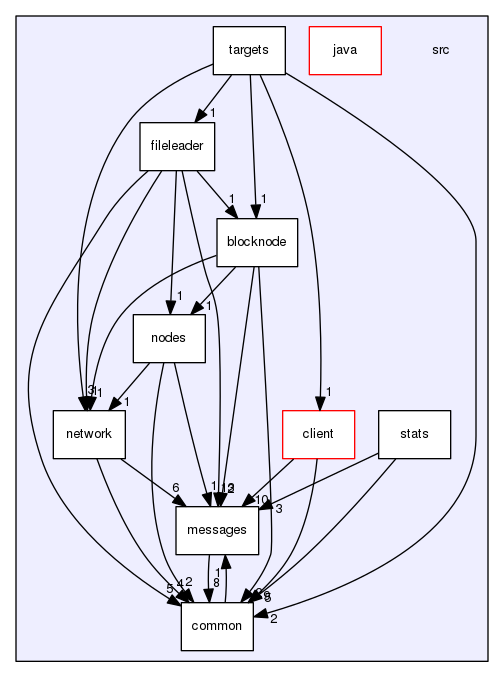 targets
java
src
1
fileleader
1
1
blocknode
1
1
nodes
3
1
1
1
network
client
stats
6
1
10
3
messages
1
8
5
4
2
2
common